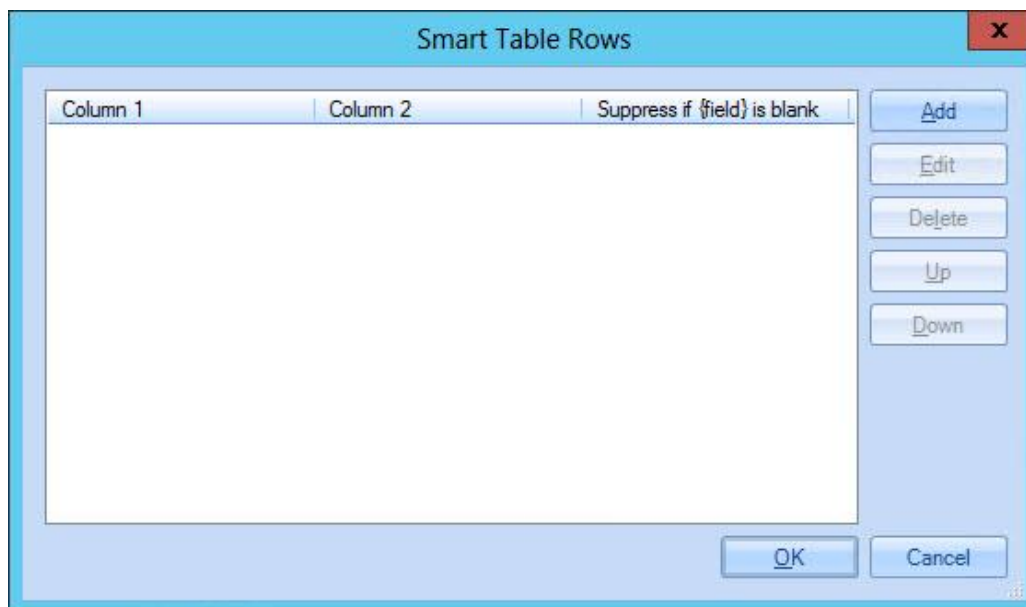 Smart Table Rows
x
Column 1 Column 2 Suppress if {field} is blank
Add
Edit
Delete
Up
Down
OK Cancel